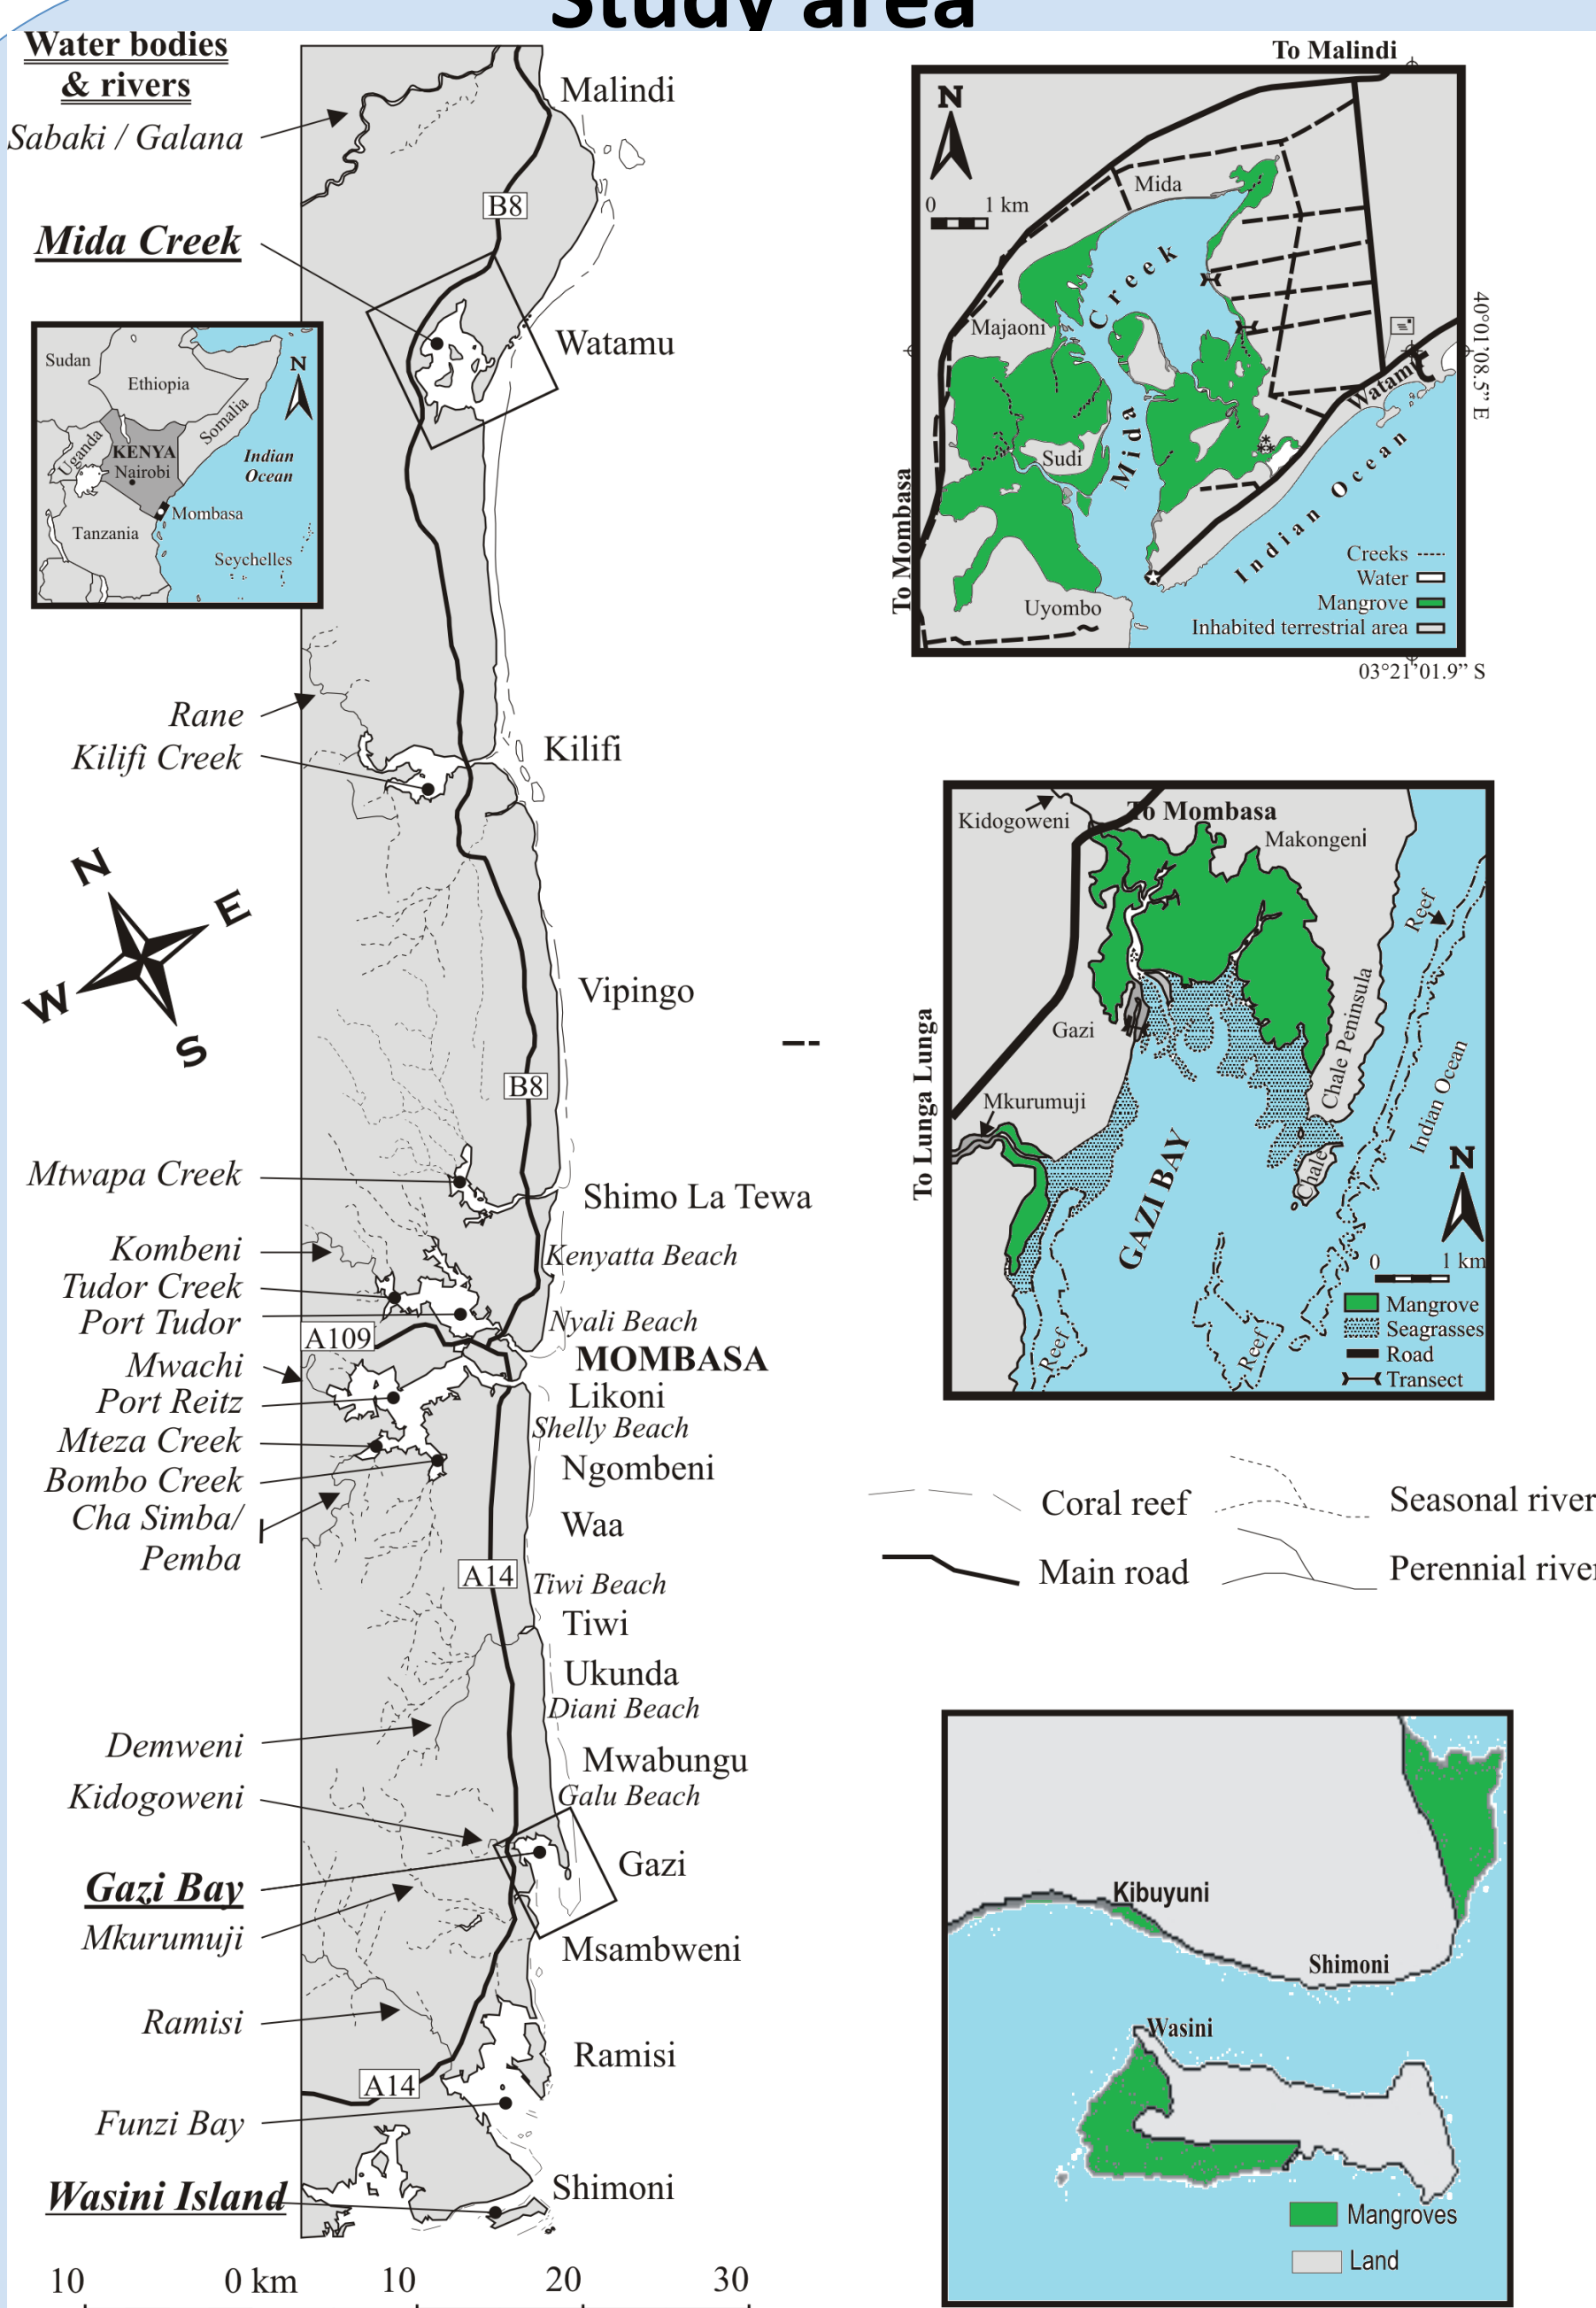 Study area
Water bodies
& rivers
Sabaki / Galana
Mida Creek
Rane
Kilifi Creek
Mtwapa Creek
Kombeni
Tudor Creek
Port Tudor
Mwachi
Port Reitz
Mteza Creek
Bombo Creek
Cha Simba/
Pemba
Demweni
Kidogoweni
Gazi Bay
Mkurumuji
Ramisi
Funzi Bay
Wasini Island
Sudan
Ethiopia
Somalia
Uganda
KENYA
Nairobi
Indian
Ocean
Mombasa
Tanzania
Seychelles
N
N
E
W
S
B8
B8
A109
A14
A14
Malindi
Watamu
Kilifi
Vipingo
Shimo La Tewa
Kenyatta Beach
Nyali Beach
MOMBASA
Likoni
Shelly Beach
Ngombeni
Waa
Tiwi Beach
Tiwi
Ukunda
Diani Beach
Mwabungu
Galu Beach
Gazi
Msambweni
Ramisi
Shimoni
10 0 km 10 20 30
To Malindi
N
0 1 km
Mida
Mida Creek
Majaoni
Sudi
Uyombo
Watamu
Indian Ocean
To Mombasa
Creeks
Water
Mangrove
Inhabited terrestrial area
40°01'08.5” E
03°21'01.9” S
Kidogoweni
To Mombasa
Makongeni
Reef
Gazi
Chale Peninsula
Indian Ocean
To Lunga Lunga
Mkurumuji
GAZI BAY
Chale
N
0 1 km
Reef
Reef
Mangrove
Seagrasses
Road
Transect
Coral reef
Seasonal river
Main road
Perennial river
Kibuyuni
Shimoni
Wasini
Mangroves
Land